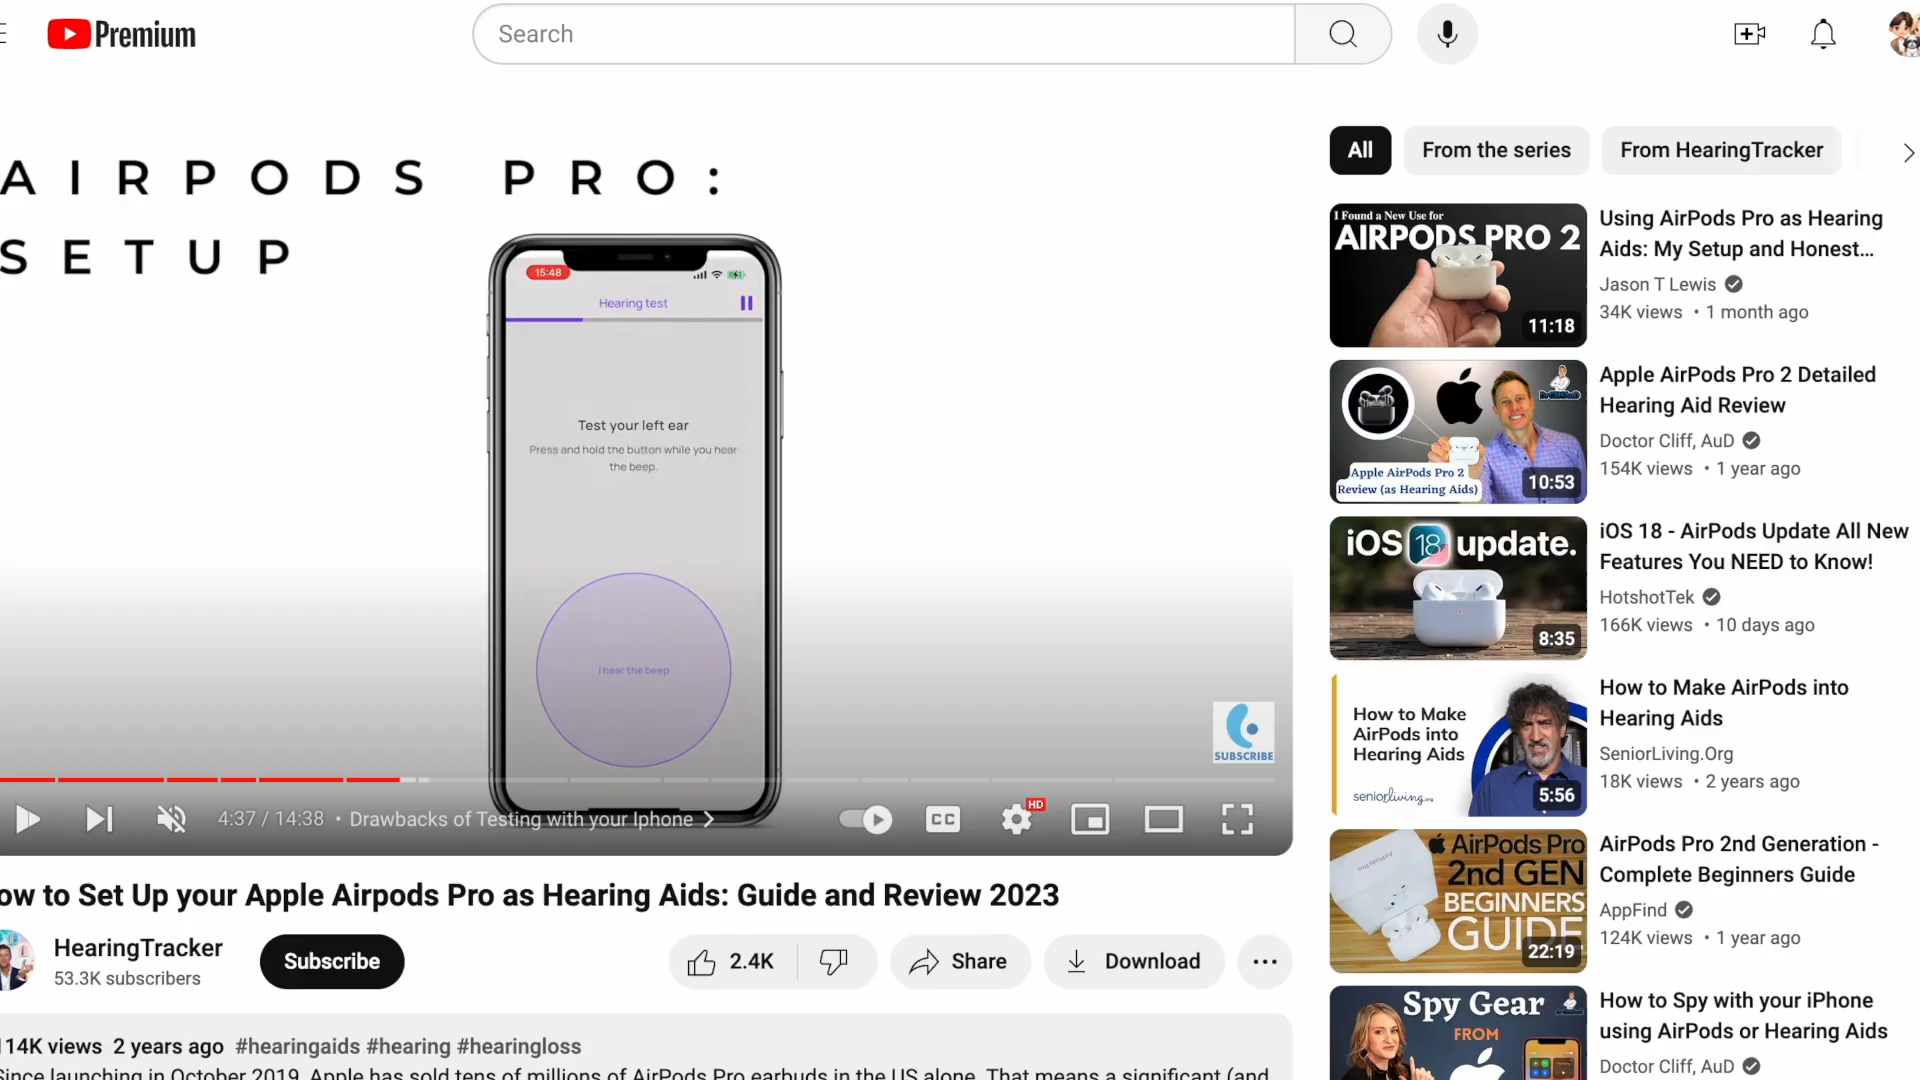 Premium
Search
AIRPODS PRO:
SETUP
15:48
Hearing test
Test your left ear
Press and hold the button while you hear
the beep.
I hear the beep
SUBSCRIBE
4:37 / 14:38 • Drawbacks of Testing with your Iphone
CC
HD
ow to Set Up your Apple Airpods Pro as Hearing Aids: Guide and Review 2023
HearingTracker
53.3K subscribers
Subscribe
2.4K
Share
Download
14K views 2 years ago #hearingaids #hearing #hearingloss
Since launching in October 2019, Apple has sold tens of millions of AirPods Pro earbuds in the US alone. That means a significant (and
All
From the series
From HearingTracker
I Found a New Use for
AIRPODS PRO 2
11:18
Using AirPods Pro as Hearing
Aids: My Setup and Honest...
Jason T Lewis
34K views • 1 month ago
Apple AirPods Pro 2
Review (as Hearing Aids)
10:53
Apple AirPods Pro 2 Detailed
Hearing Aid Review
Doctor Cliff, AuD
154K views • 1 year ago
iOS 18 update.
8:35
iOS 18 - AirPods Update All New
Features You NEED to Know!
HotshotTek
166K views • 10 days ago
How to Make
AirPods into
Hearing Aids
seniorliving.org
5:56
How to Make AirPods into
Hearing Aids
SeniorLiving.Org
18K views • 2 years ago
AirPods Pro
AirPods Pro
2nd GEN
BEGINNERS
GUIDE
22:19
AirPods Pro 2nd Generation -
Complete Beginners Guide
AppFind
124K views • 1 year ago
Spy Gear
FROM
How to Spy with your iPhone
using AirPods or Hearing Aids
Doctor Cliff, AuD